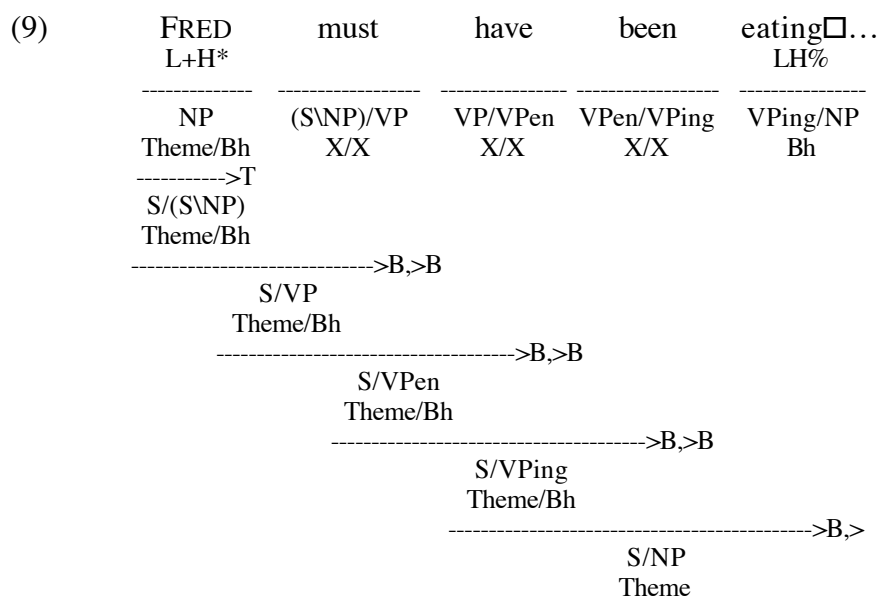 (9) FRED must have been eating□…
L+H* LH%
-------------- ------------------ ---------------- ------------------ ----------------
NP (S\NP)/VP VP/VPen VPen/VPing VPing/NP
Theme/Bh X/X X/X X/X Bh
----------->T
S/(S\NP)
Theme/Bh
------------------------------>B,>B
S/VP
Theme/Bh
------------------------------------->B,>B
S/VPen
Theme/Bh
--------------------------------------->B,>B
S/VPing
Theme/Bh
--------------------------------------------->B,>
S/NP
Theme